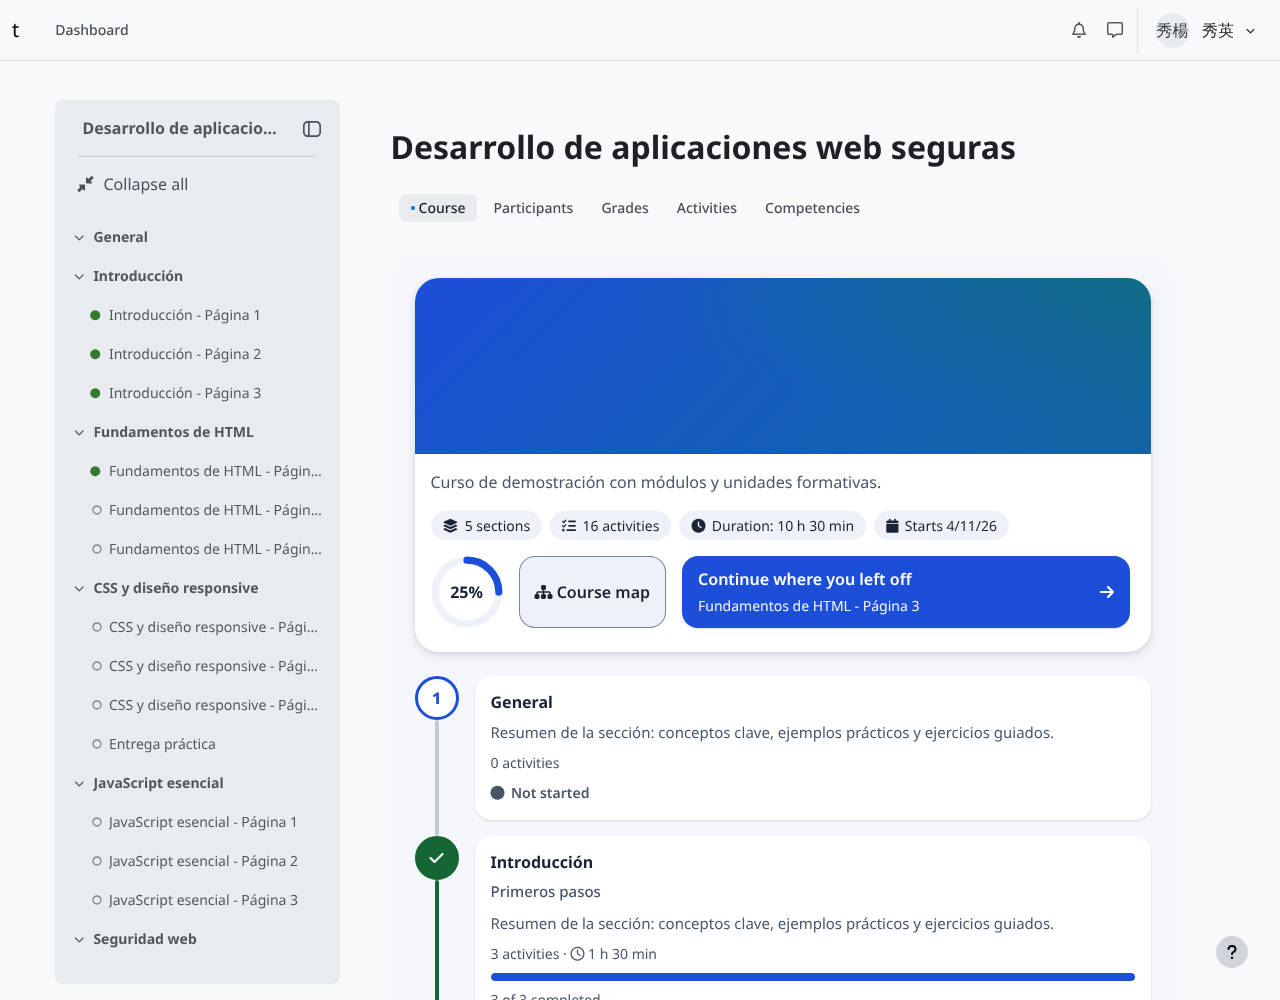 t
Dashboard
秀楊
秀英
Desarrollo de aplicacio...
Collapse all
General
Introducción
Introducción - Página 1
Introducción - Página 2
Introducción - Página 3
Fundamentos de HTML
Fundamentos de HTML - Págin...
Fundamentos de HTML - Págin...
Fundamentos de HTML - Págin...
CSS y diseño responsive
CSS y diseño responsive - Pági...
CSS y diseño responsive - Pági...
CSS y diseño responsive - Pági...
Entrega práctica
JavaScript esencial
JavaScript esencial - Página 1
JavaScript esencial - Página 2
JavaScript esencial - Página 3
Seguridad web
Desarrollo de aplicaciones web seguras
Course
Participants
Grades
Activities
Competencies
Curso de demostración con módulos y unidades formativas.
5 sections
16 activities
Duration: 10 h 30 min
Starts 4/11/26
25%
Course map
Continue where you left off
Fundamentos de HTML - Página 3
1
General
Resumen de la sección: conceptos clave, ejemplos prácticos y ejercicios guiados.
0 activities
Not started
Introducción
Primeros pasos
Resumen de la sección: conceptos clave, ejemplos prácticos y ejercicios guiados.
3 activities · 1 h 30 min
3 of 3 completed
?